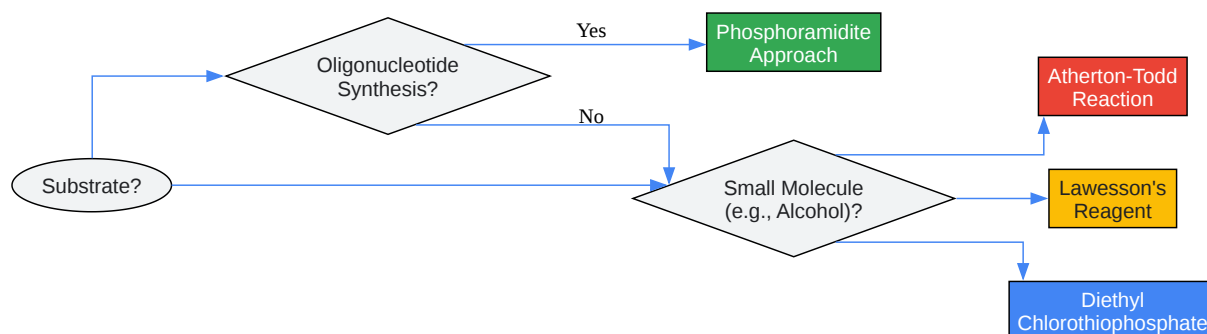 Oligonucleotide
Synthesis?
Yes
Phosphoramidite
Approach
No
Substrate?
Small Molecule
(e.g., Alcohol)?
Atherton-Todd
Reaction
Lawesson's
Reagent
Diethyl
Chlorothiophosphate